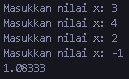 Masukkan nilai x: 3
Masukkan nilai x: 4
Masukkan nilai x: 2
Masukkan nilai x: -1
1.08333